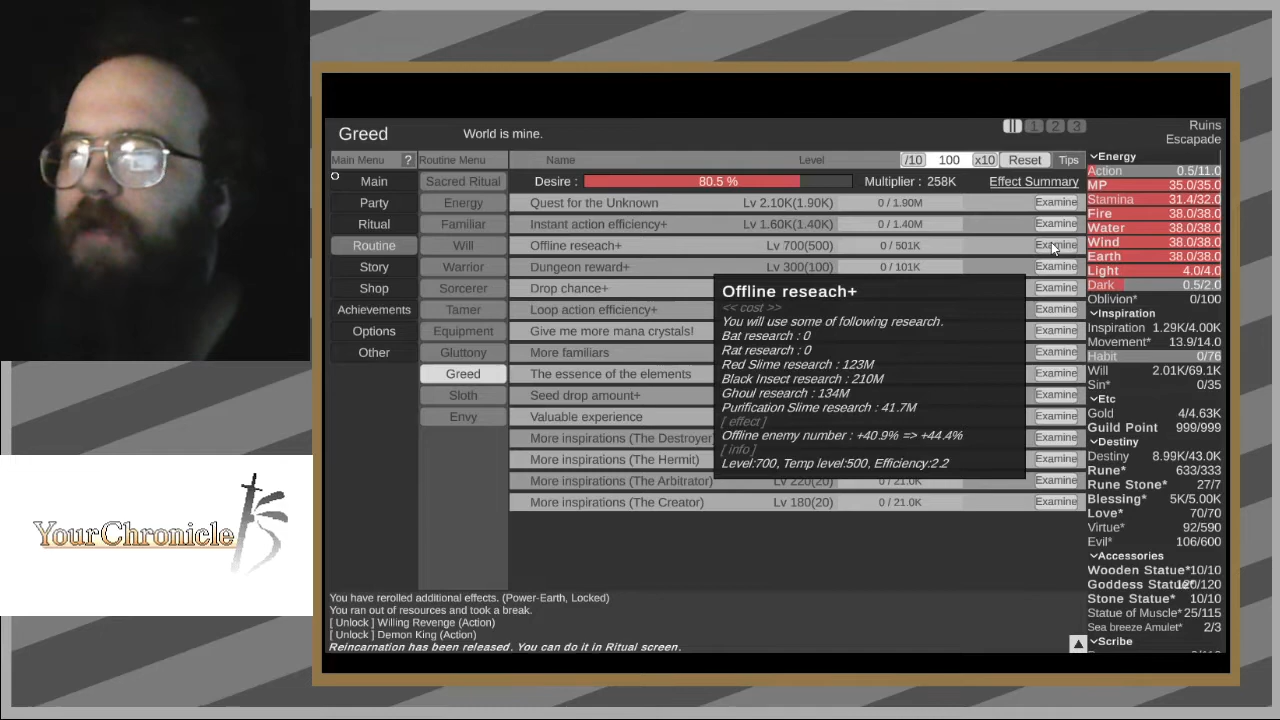 Greed World is mine. II 1 2 3 Ruins
Escapade
Main Menu ? Routine Menu Name Level /10 100 x10 Reset Tips
Main
Party
Ritual
Routine
Story
Shop
Achievements
Options
Other
Sacred Ritual
Energy
Familiar
Will
Warrior
Sorcerer
Tamer
Equipment
Gluttony
Greed
Sloth
Envy
Desire : 80.5 % Multiplier : 258K Effect Summary
Quest for the Unknown Lv 2.10K(1.90K) 0 / 1.90M Examine
Instant action efficiency+ Lv 1.60K(1.40K) 0 / 1.40M Examine
Offline reseach+ Lv 700(500) 0 / 501K Examine
Dungeon reward+ Lv 300(100) 0 / 101K Examine
Drop chance+ Examine
Loop action efficiency+ Examine
Give me more mana crystals! Examine
More familiars Examine
The essence of the elements Examine
Seed drop amount+ Examine
Valuable experience Examine
More inspirations (The Destroyer Examine
More inspirations (The Hermit) Examine
More inspirations (The Arbitrator) Lv 220(20) 0 / 21.0K Examine
More inspirations (The Creator) Lv 180(20) 0 / 21.0K Examine
Offline reseach+
<< cost >>
You will use some of following research.
Bat research : 0
Rat research : 0
Red Slime research : 123M
Black Insect research : 210M
Ghoul research : 134M
Purification Slime research : 41.7M
[ effect ]
Offline enemy number : +40.9% => +44.4%
[ info ]
Level:700, Temp level:500, Efficiency:2.2
Energy
Action 0.5/11.0
MP 35.0/35.0
Stamina 31.4/32.0
Fire 38.0/38.0
Water 38.0/38.0
Wind 38.0/38.0
Earth 38.0/38.0
Light 4.0/4.0
Dark 0.5/2.0
Oblivion* 0/100
Inspiration
Inspiration 1.29K/4.00K
Movement* 13.9/14.0
Habit 0/76
Will 2.01K/69.1K
Sin* 0/35
Etc
Gold 4/4.63K
Guild Point 999/999
Destiny
Destiny 8.99K/43.0K
Rune* 633/333
Rune Stone* 27/7
Blessing* 5K/5.00K
Love* 70/70
Virtue* 92/590
Evil* 106/600
Accessories
Wooden Statue* 10/10
Goddess Statue* 120/120
Stone Statue* 10/10
Statue of Muscle* 25/115
Sea breeze Amulet* 2/3
Scribe
You have rerolled additional effects. (Power-Earth, Locked)
You ran out of resources and took a break.
[ Unlock ] Willing Revenge (Action)
[ Unlock ] Demon King (Action)
Reincarnation has been released. You can do it in Ritual screen.
YourChronicle